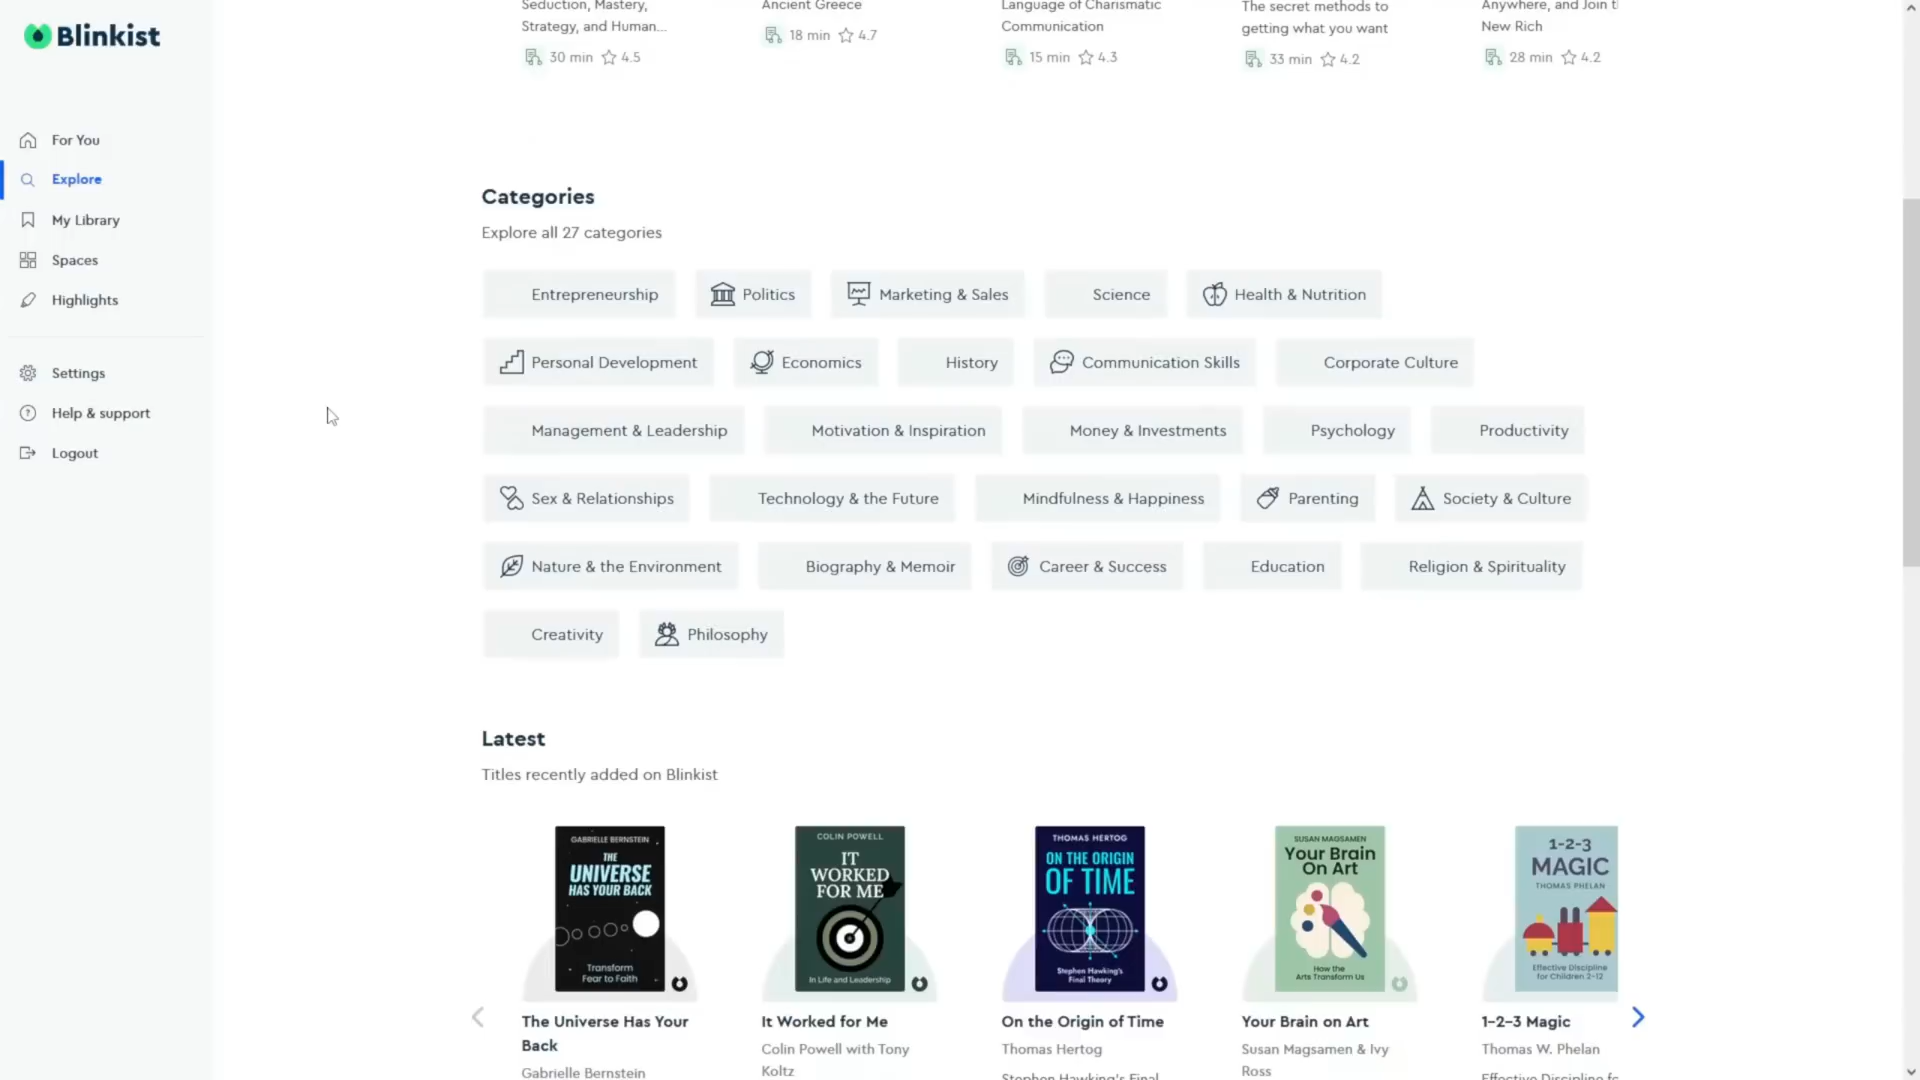 Blinkist
For You
Explore
My Library
Spaces
Highlights
Settings
Help & support
Logout
Seduction, Mastery,
Strategy, and Human...
30 min 4.5
Ancient Greece
18 min 4.7
Language of Charismatic
Communication
15 min 4.3
The secret methods to
getting what you want
33 min 4.2
Anywhere, and Join t
New Rich
28 min 4.2
Categories
Explore all 27 categories
Entrepreneurship
Politics
Marketing & Sales
Science
Health & Nutrition
Personal Development
Economics
History
Communication Skills
Corporate Culture
Management & Leadership
Motivation & Inspiration
Money & Investments
Psychology
Productivity
Sex & Relationships
Technology & the Future
Mindfulness & Happiness
Parenting
Society & Culture
Nature & the Environment
Biography & Memoir
Career & Success
Education
Religion & Spirituality
Creativity
Philosophy
Latest
Titles recently added on Blinkist
GABRIELLE BERNSTEIN
THE
UNIVERSE
HAS YOUR BACK
Transform
Fear to Faith
The Universe Has Your
Back
Gabrielle Bernstein
COLIN POWELL
IT
WORKED
FOR ME
In Life and Leadership
It Worked for Me
Colin Powell with Tony
Koltz
THOMAS HERTOG
ON THE ORIGIN
OF TIME
Stephen Hawking's
Final Theory
On the Origin of Time
Thomas Hertog
Stephen Hawking's Final
SUSAN MAGSAMEN
Your Brain
On Art
How the
Arts Transform Us
Your Brain on Art
Susan Magsamen & Ivy
Ross
1-2-3
MAGIC
THOMAS PHELAN
Effective Discipline
for Children 2-12
1-2-3 Magic
Thomas W. Phelan
Effective Discipline fo